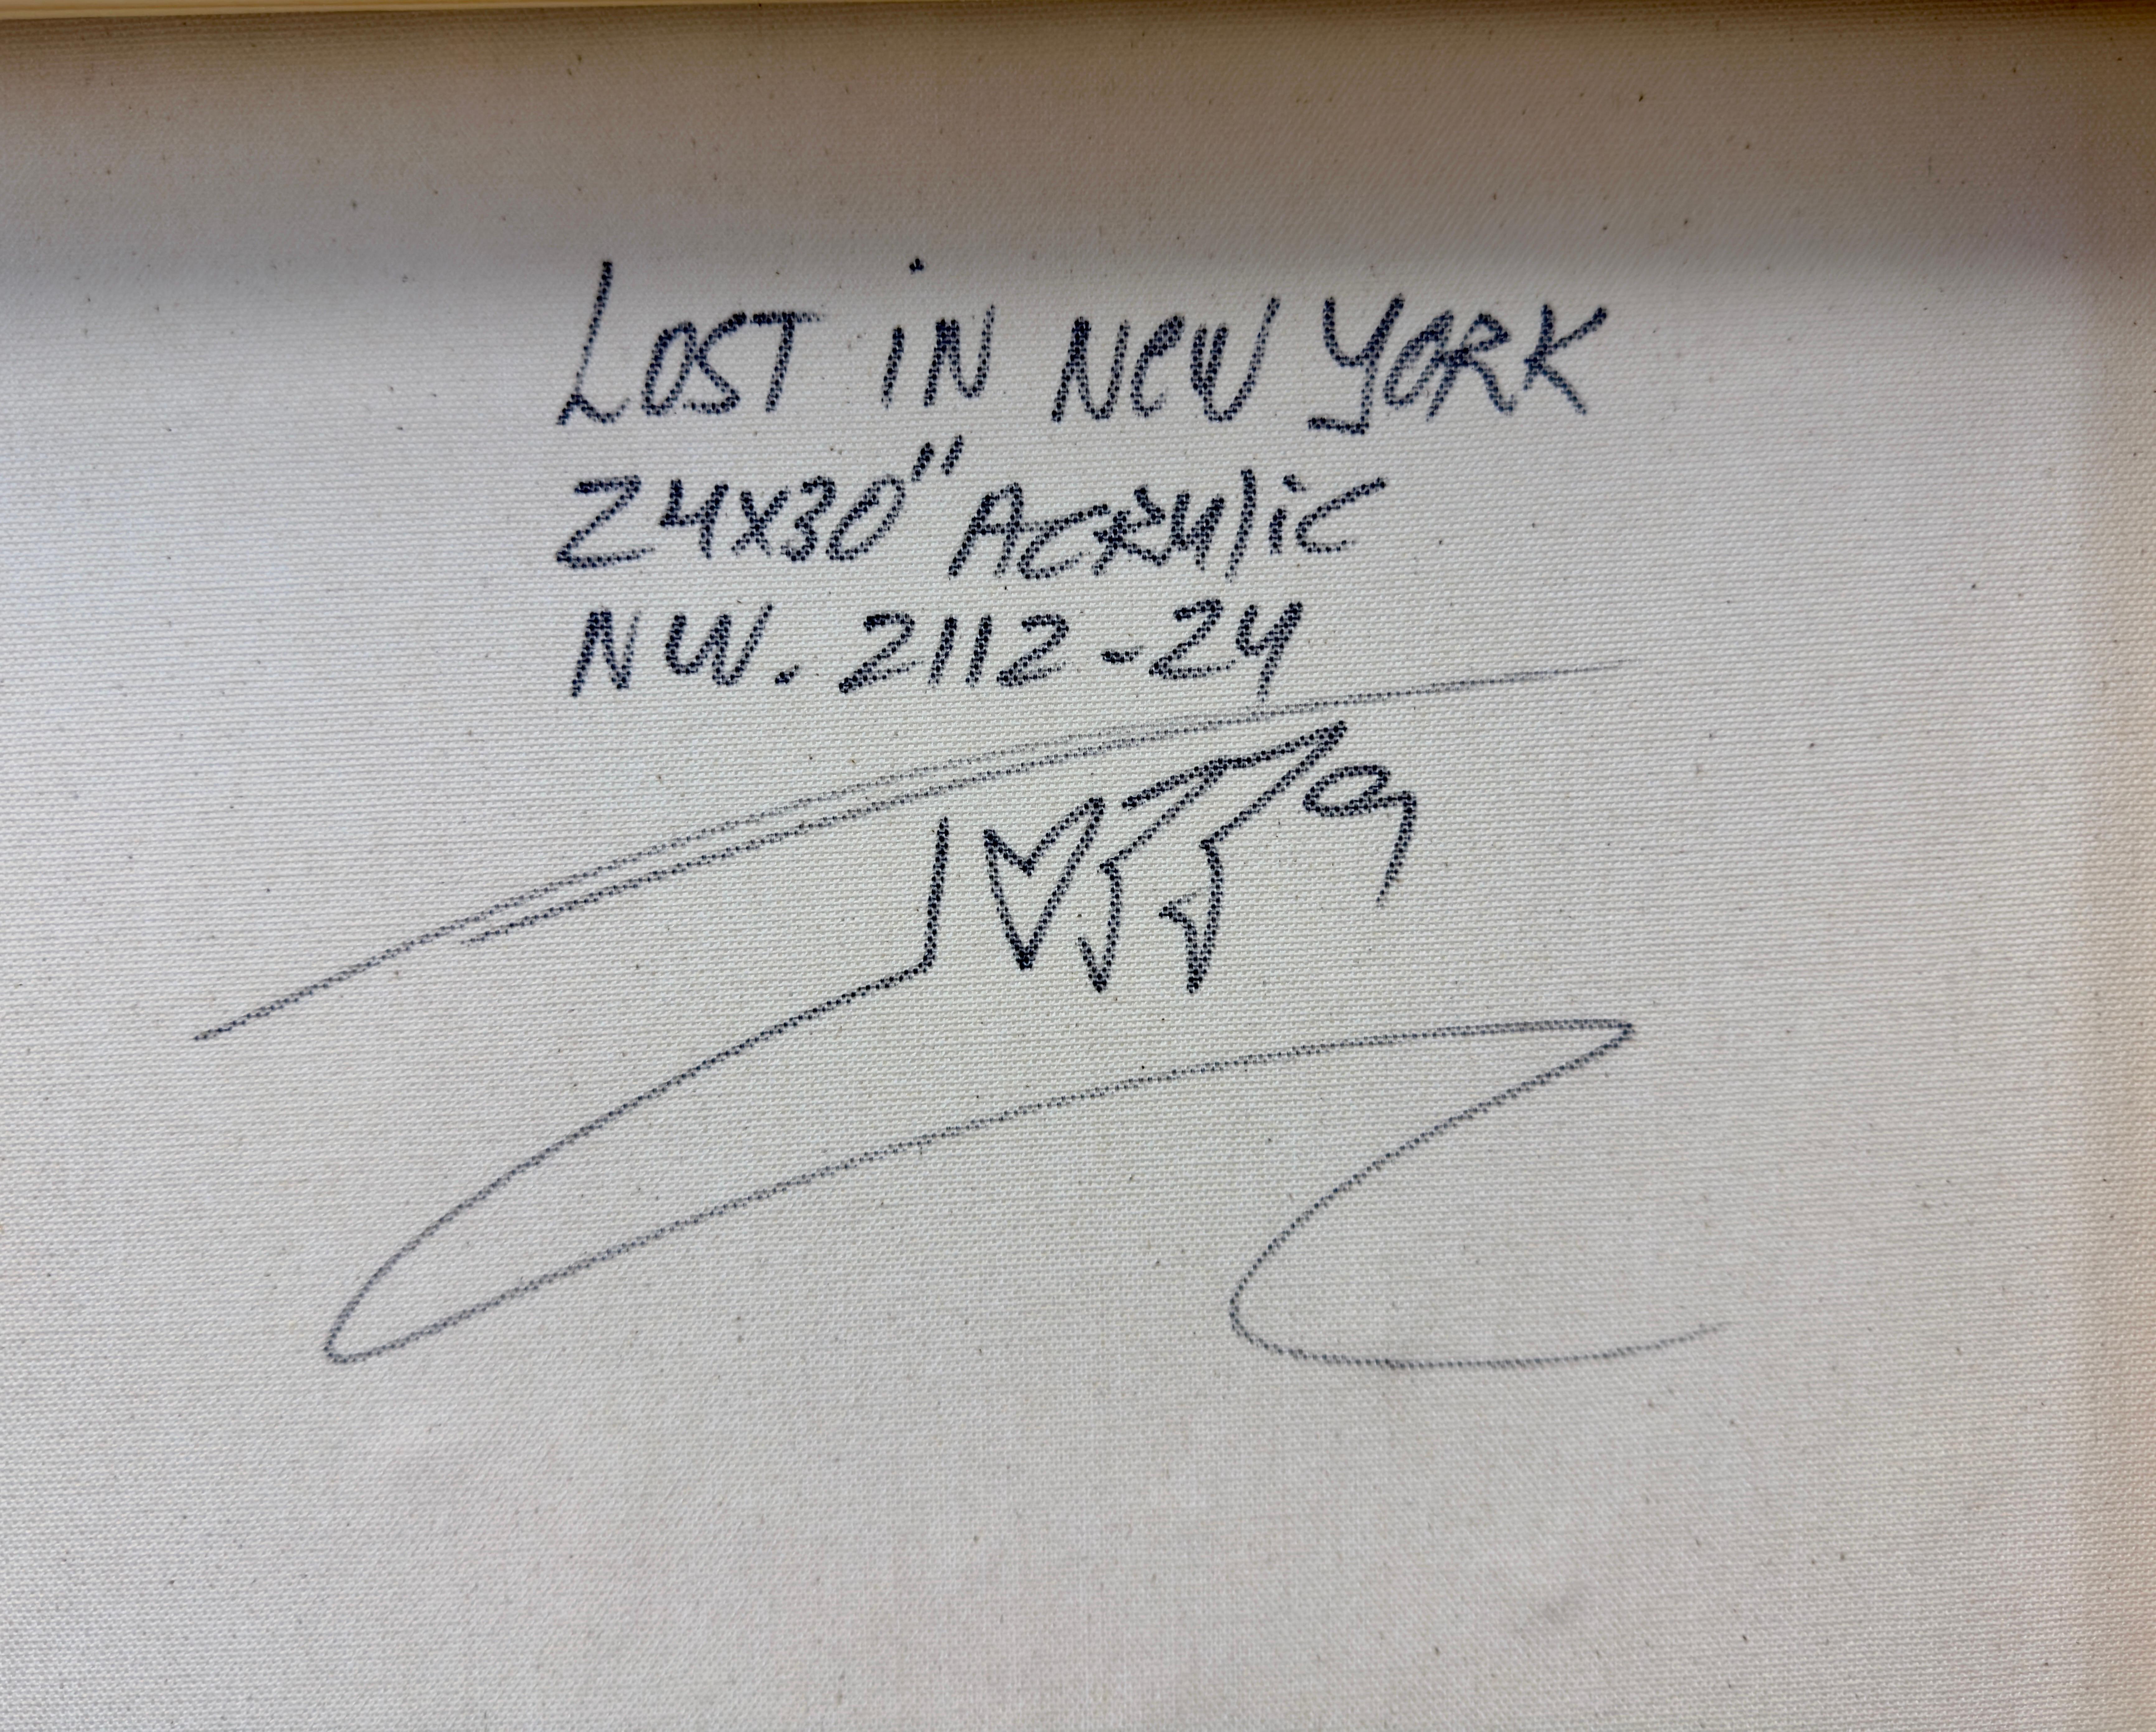 LOST iN NeW YORK
24x30" ACRyliC
NW. 2112-24